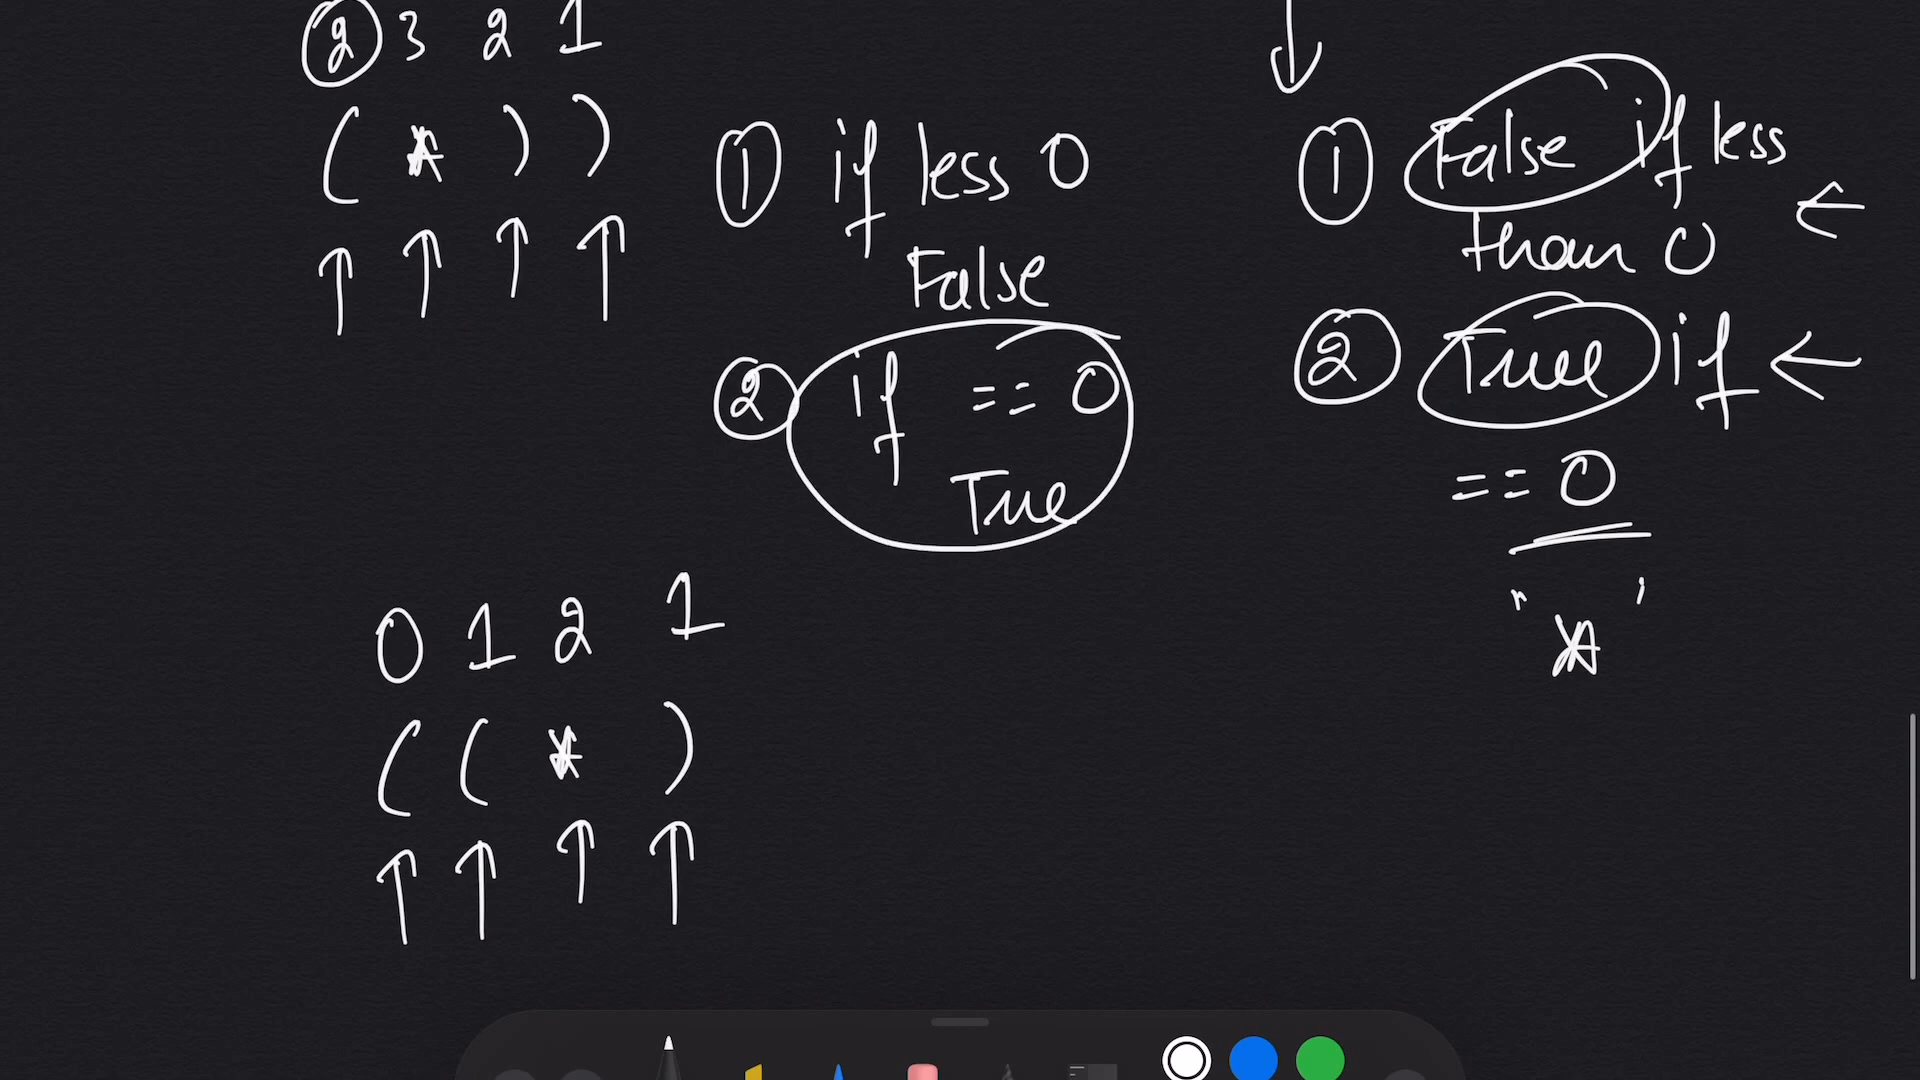 2 3 2 1
( * ) )
1 if less 0
False
2 if == 0
True
1 False if less
than 0
2 True if
== 0
" * '
0 1 2 1
( ( * )